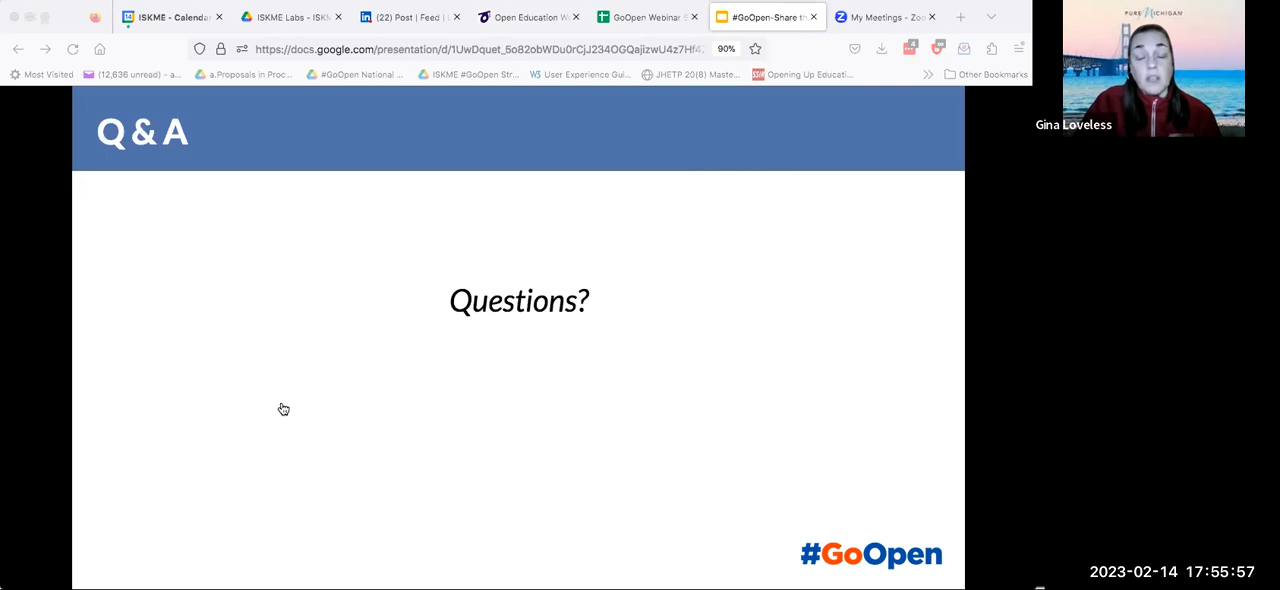 ISKME - Calenda
ISKME Labs - ISKM
(22) Post | Feed | L
Open Education W
GoOpen Webinar S
#GoOpen-Share th
My Meetings - Zoo
https://docs.google.com/presentation/d/1UwDquet_5o82obWDu0rCjJ234OGQajizwU4z7Hf4
90%
Most Visited
(12,636 unread) - a...
a.Proposals in Proc...
#GoOpen National ...
ISKME #GoOpen Str...
User Experience Gui...
JHETP 20(8) Maste...
Opening Up Educati...
Other Bookmarks
PURE MICHIGAN
Gina Loveless
Q & A
Questions?
#GoOpen
2023-02-14 17:55:57